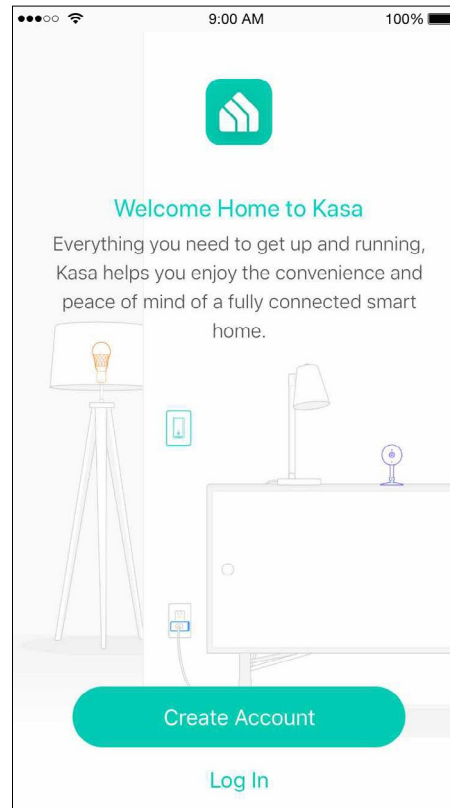 9:00 AM
100%
Welcome Home to Kasa
Everything you need to get up and running,
Kasa helps you enjoy the convenience and
peace of mind of a fully connected smart
home.
Create Account
Log In